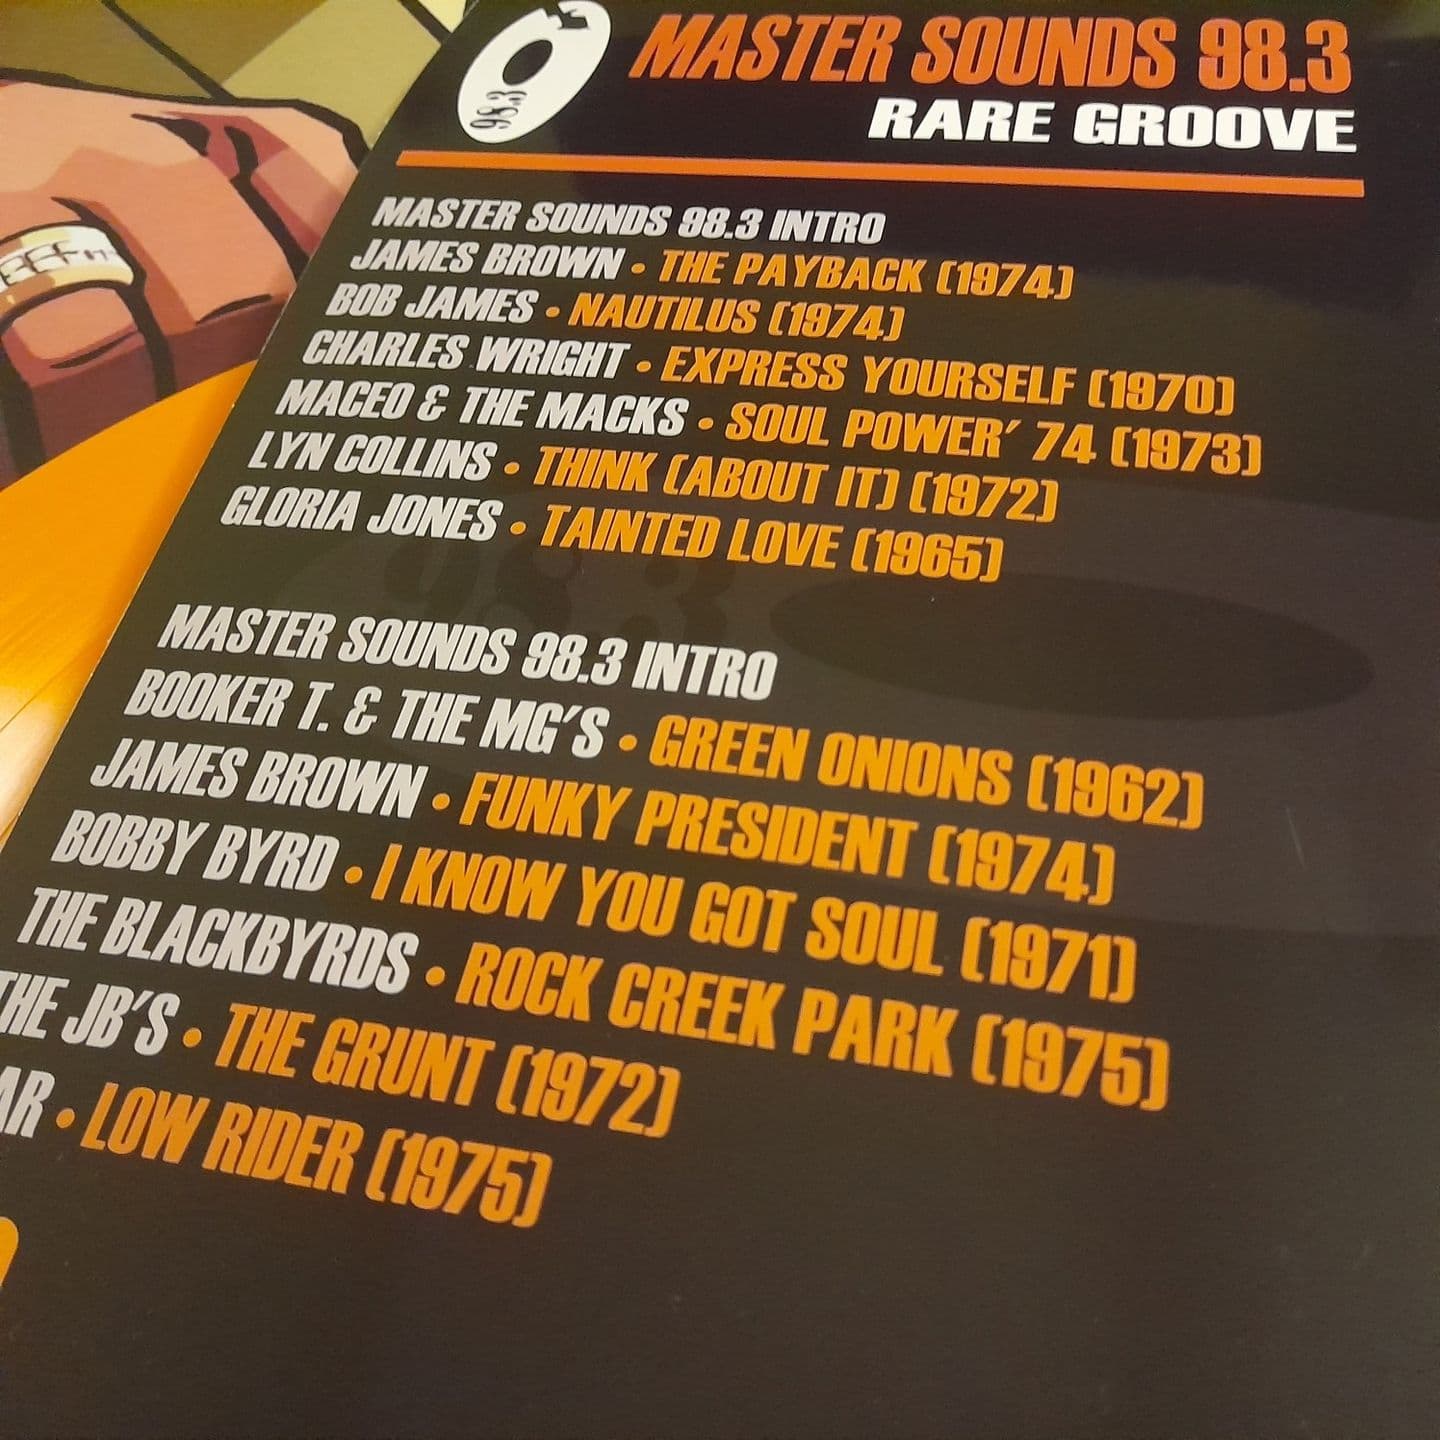 98.3
MASTER SOUNDS 98.3
RARE GROOVE
MASTER SOUNDS 98.3 INTRO
JAMES BROWN • THE PAYBACK (1974)
BOB JAMES • NAUTILUS (1974)
CHARLES WRIGHT • EXPRESS YOURSELF (1970)
MACEO & THE MACKS • SOUL POWER' 74 (1973)
LYN COLLINS • THINK (ABOUT IT) (1972)
GLORIA JONES • TAINTED LOVE (1965)
98.3
MASTER SOUNDS 98.3 INTRO
BOOKER T. & THE MG'S • GREEN ONIONS (1962)
JAMES BROWN • FUNKY PRESIDENT (1974)
BOBBY BYRD • I KNOW YOU GOT SOUL (1971)
THE BLACKBYRDS • ROCK CREEK PARK (1975)
THE JB'S • THE GRUNT (1972)
AR • LOW RIDER (1975)